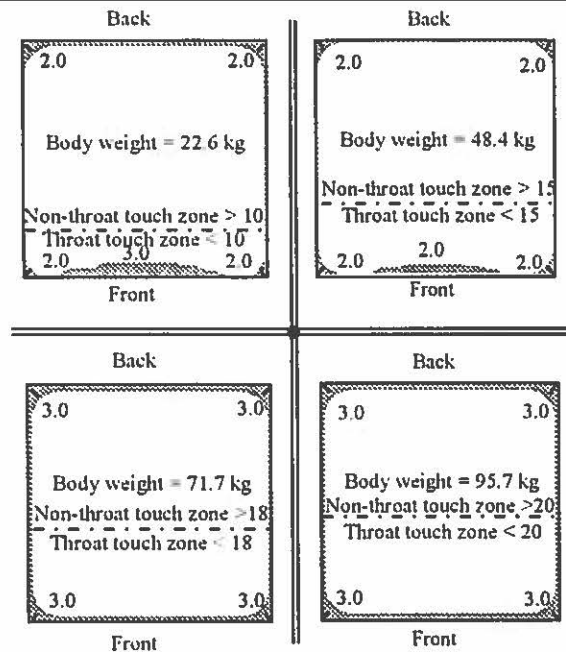 Back
2.0 2.0
Body weight = 22.6 kg
Non-throat touch zone > 10
Throat touch zone < 10
3.0
2.0 2.0
Front
Back
2.0 2.0
Body weight = 48.4 kg
Non-throat touch zone > 15
Throat touch zone < 15
2.0
2.0 2.0
Front
Back
3.0 3.0
Body weight = 71.7 kg
Non-throat touch zone >18
Throat touch zone < 18
3.0 3.0
Front
Back
3.0 3.0
Body weight = 95.7 kg
Non-throat touch zone >20
Throat touch zone < 20
3.0 3.0
Front